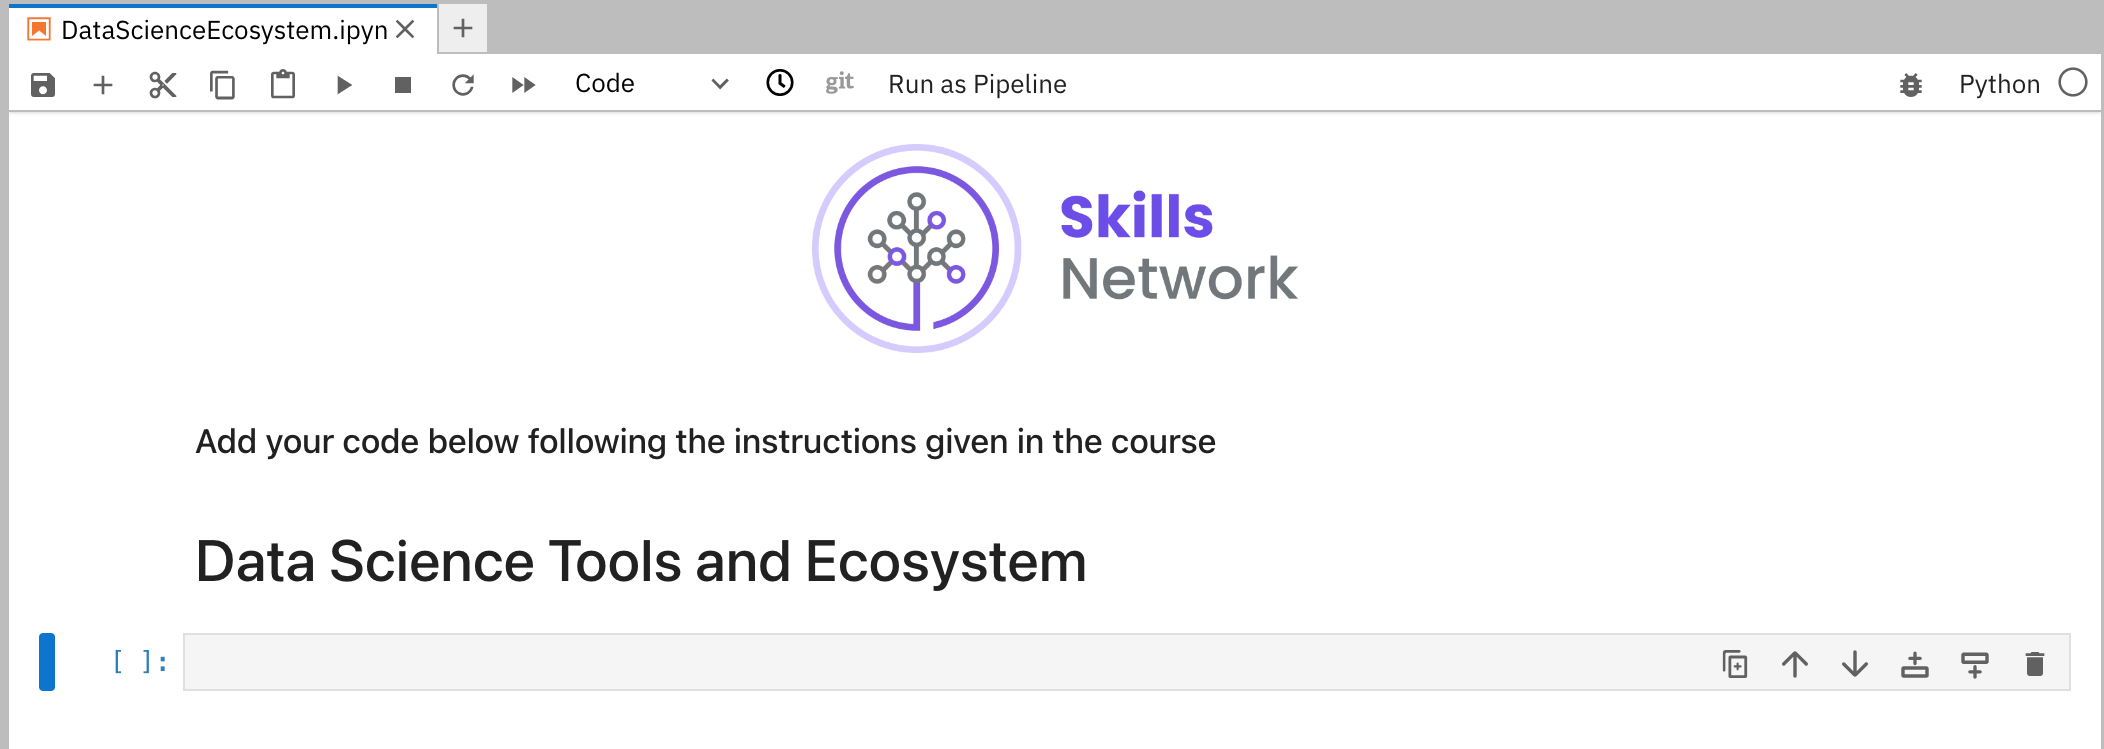 DataScienceEcosystem.ipyn
Code
git
Run as Pipeline
Python
Skills
Network
Add your code below following the instructions given in the course
Data Science Tools and Ecosystem
[ ]: